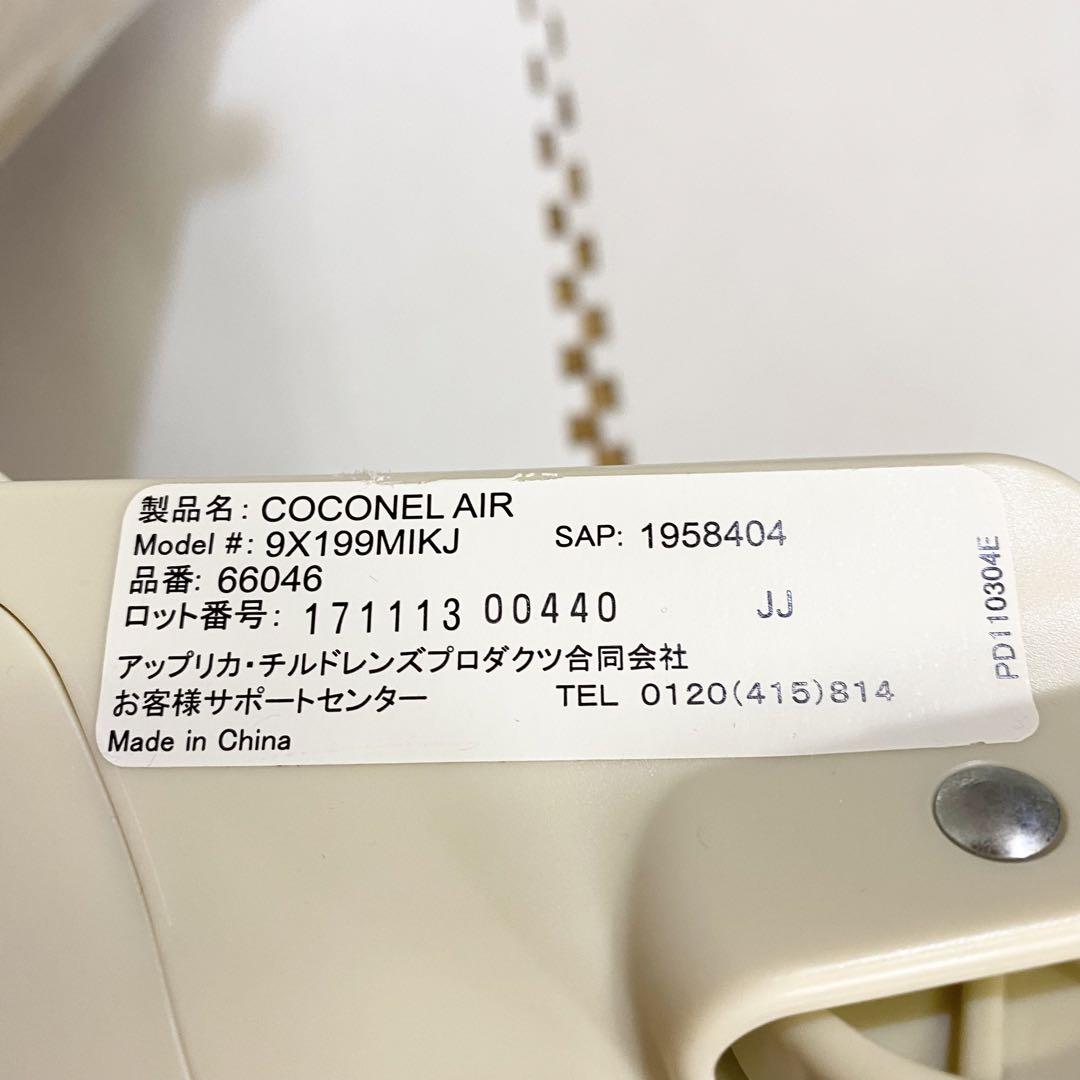 製品名: COCONEL AIR
Model #: 9X199MIKJ SAP: 1958404
品番: 66046
ロット番号: 171113 00440 JJ
アップリカ・チルドレンズプロダクツ合同会社
お客様サポートセンター TEL 0120(415)814
Made in China
PD110304E